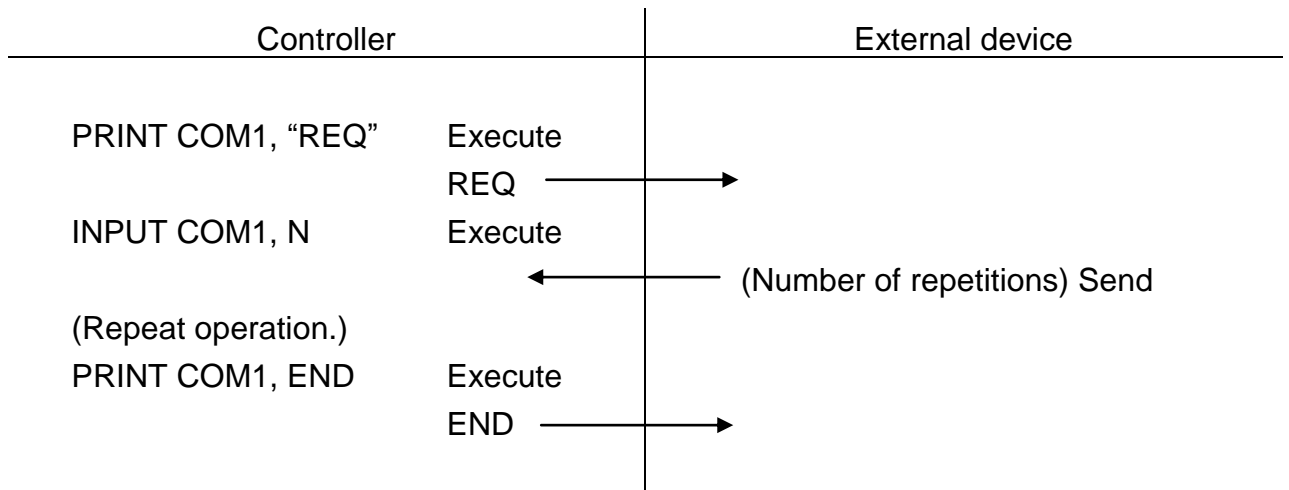 Controller External device
PRINT COM1, “REQ” Execute
REQ
INPUT COM1, N Execute
(Number of repetitions) Send
(Repeat operation.)
PRINT COM1, END Execute
END